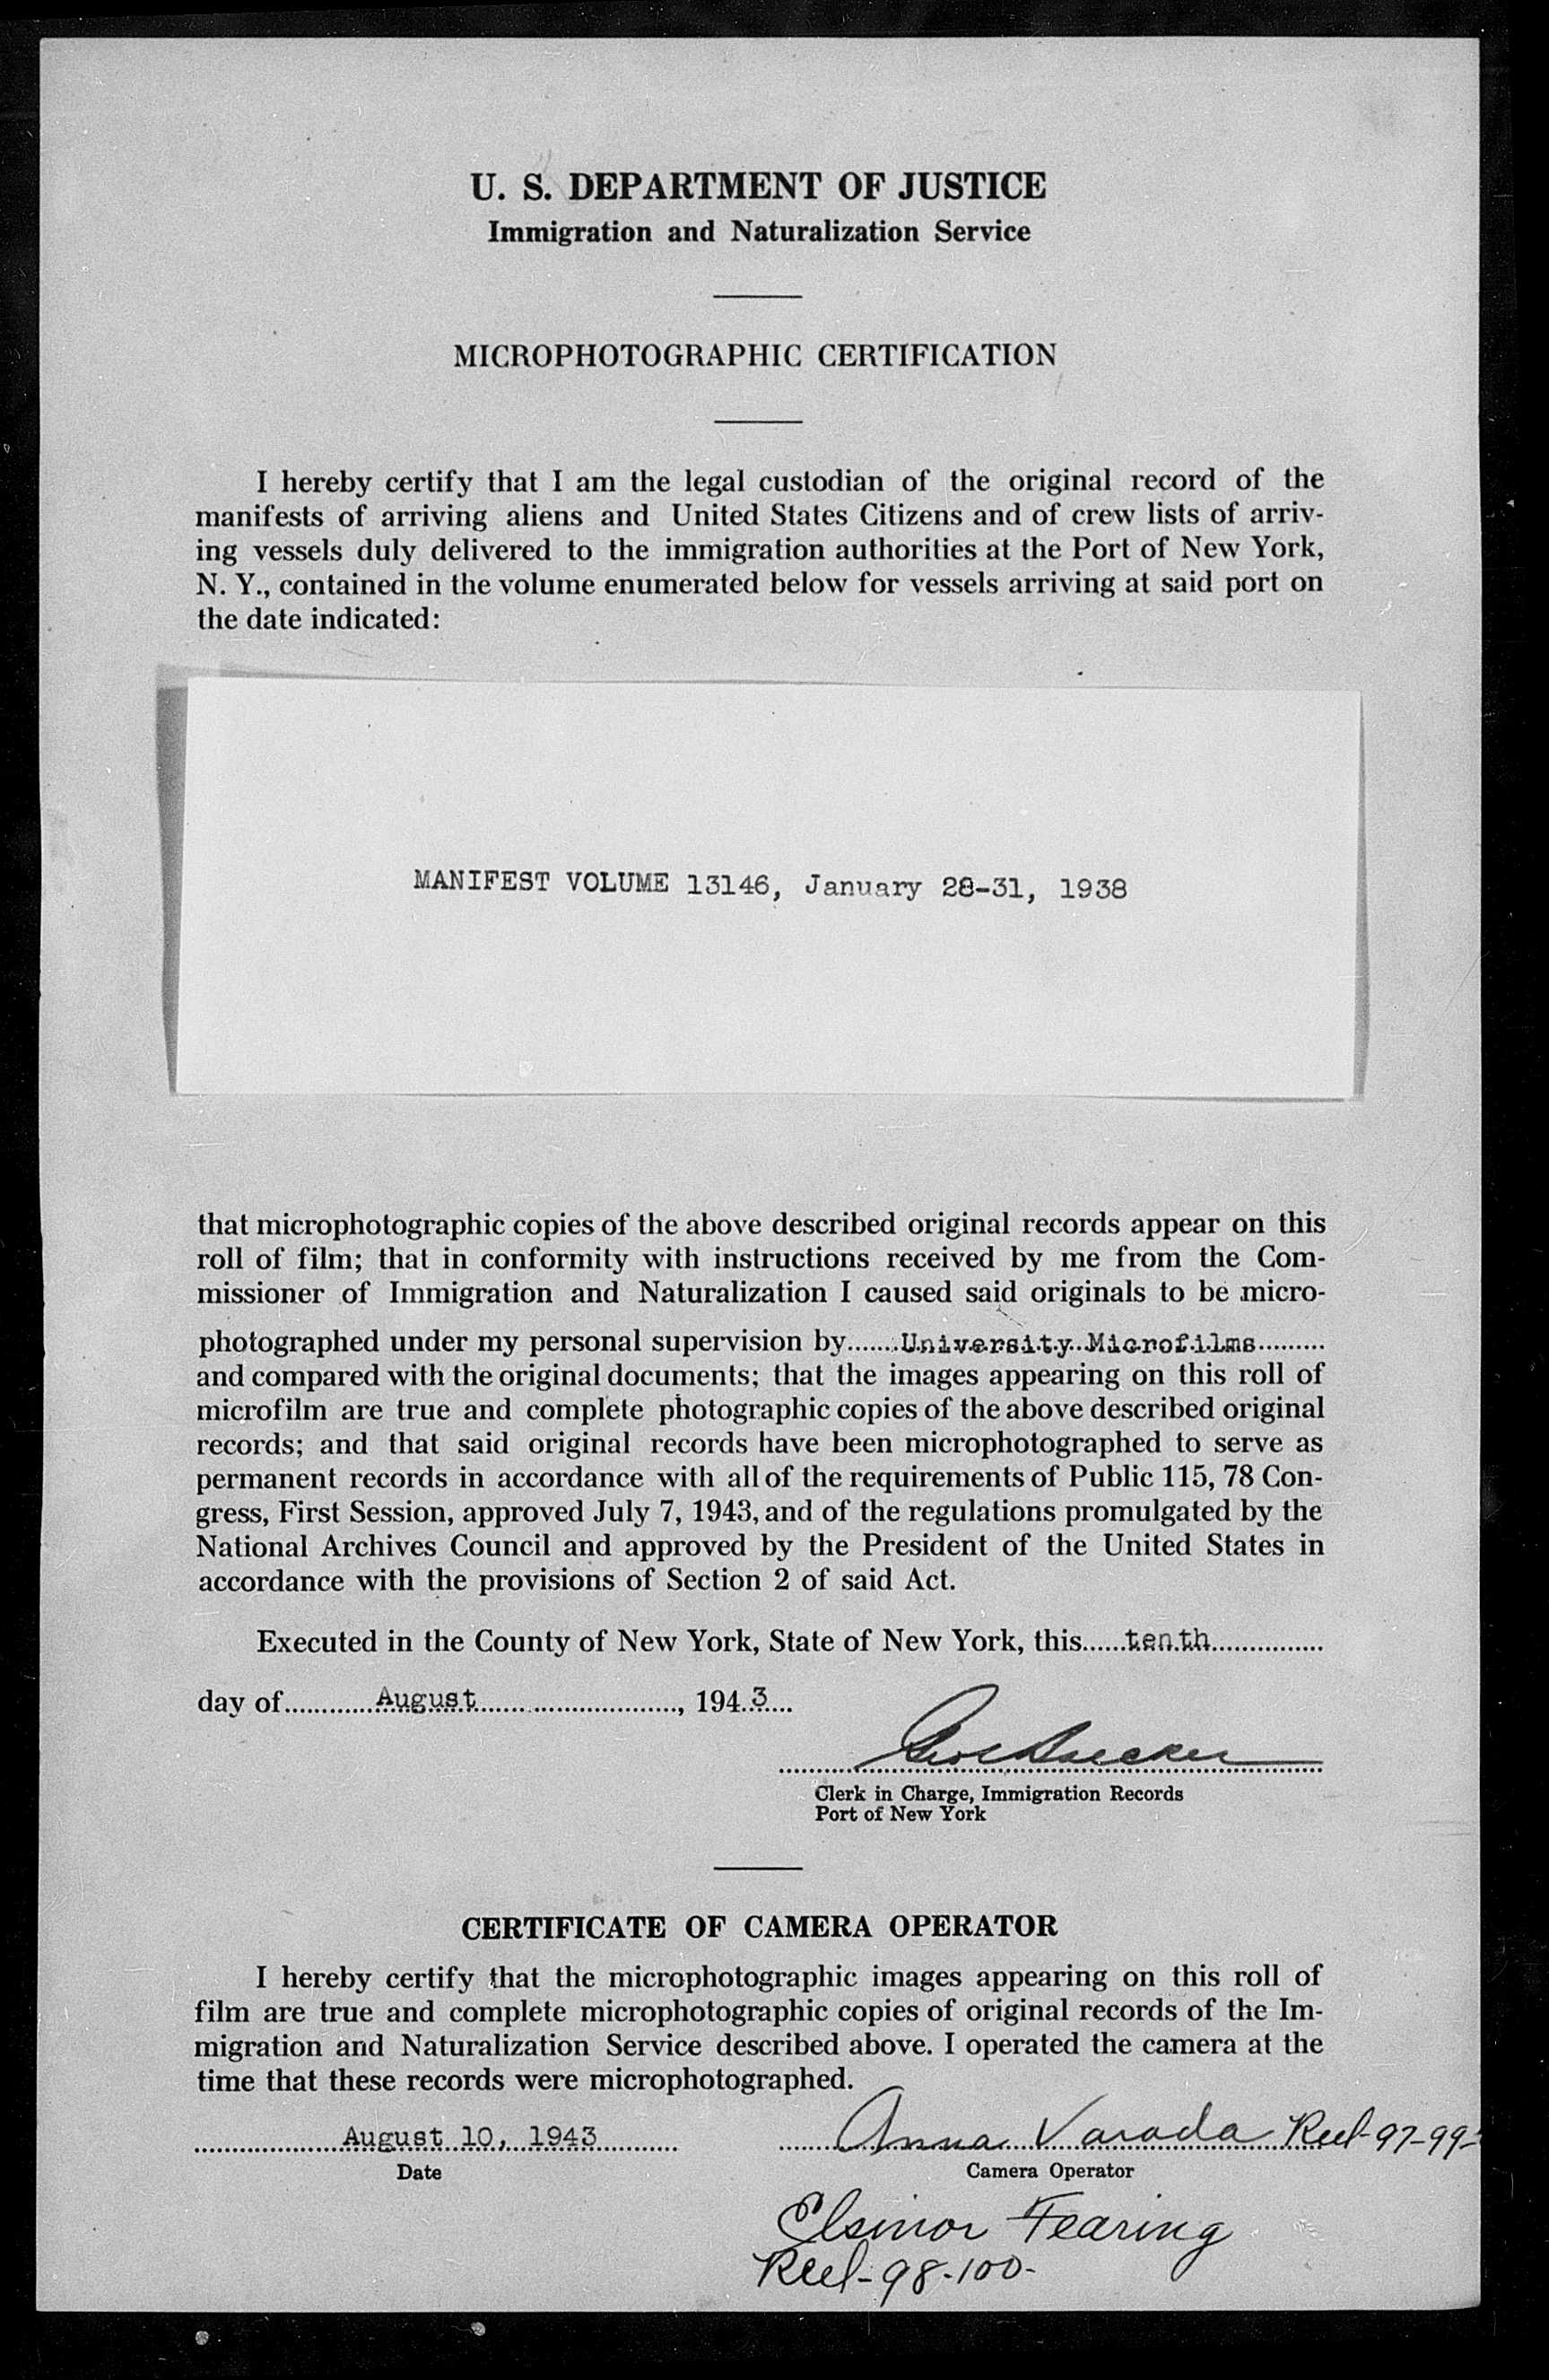 U. S. DEPARTMENT OF JUSTICE
Immigration and Naturalization Service
MICROPHOTOGRAPHIC CERTIFICATION
I hereby certify that I am the legal custodian of the original record of the
manifests of arriving aliens and United States Citizens and of crew lists of arriv-
ing vessels duly delivered to the immigration authorities at the Port of New York,
N. Y., contained in the volume enumerated below for vessels arriving at said port on
the date indicated:
MANIFEST VOLUME 13146, January 28-31, 1938
that microphotographic copies of the above described original records appear on this
roll of film; that in conformity with instructions received by me from the Com-
missioner of Immigration and Naturalization I caused said originals to be micro-
photographed under my personal supervision by University Microfilms
and compared with the original documents; that the images appearing on this roll of
microfilm are true and complete photographic copies of the above described original
records; and that said original records have been microphotographed to serve as
permanent records in accordance with all of the requirements of Public 115, 78 Con-
gress, First Session, approved July 7, 1943, and of the regulations promulgated by the
National Archives Council and approved by the President of the United States in
accordance with the provisions of Section 2 of said Act.
Executed in the County of New York, State of New York, this tenth
day of August, 1943
Clerk in Charge, Immigration Records
Port of New York
CERTIFICATE OF CAMERA OPERATOR
I hereby certify that the microphotographic images appearing on this roll of
film are true and complete microphotographic copies of original records of the Im-
migration and Naturalization Service described above. I operated the camera at the
time that these records were microphotographed.
August 10, 1943 Anna Varada Reel-97-99-
Date Camera Operator
Elsinor Fearing
Reel-98-100-